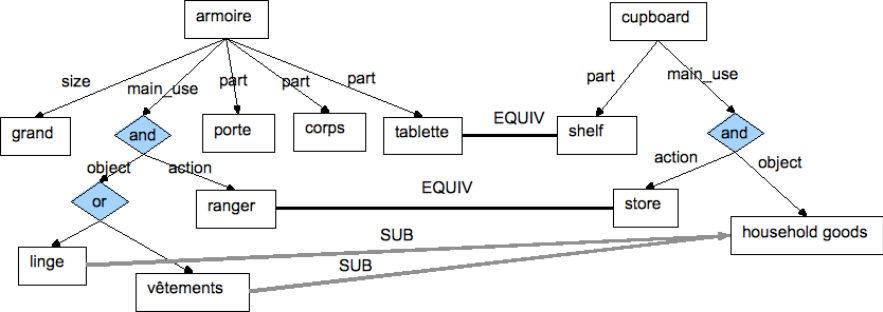 armoire
cupboard
size
main_use
part
part
part
part
main_use
grand
and
porte
corps
tablette
EQUIV
shelf
and
object
action
action
object
or
ranger
EQUIV
store
linge
SUB
household goods
vêtements
SUB